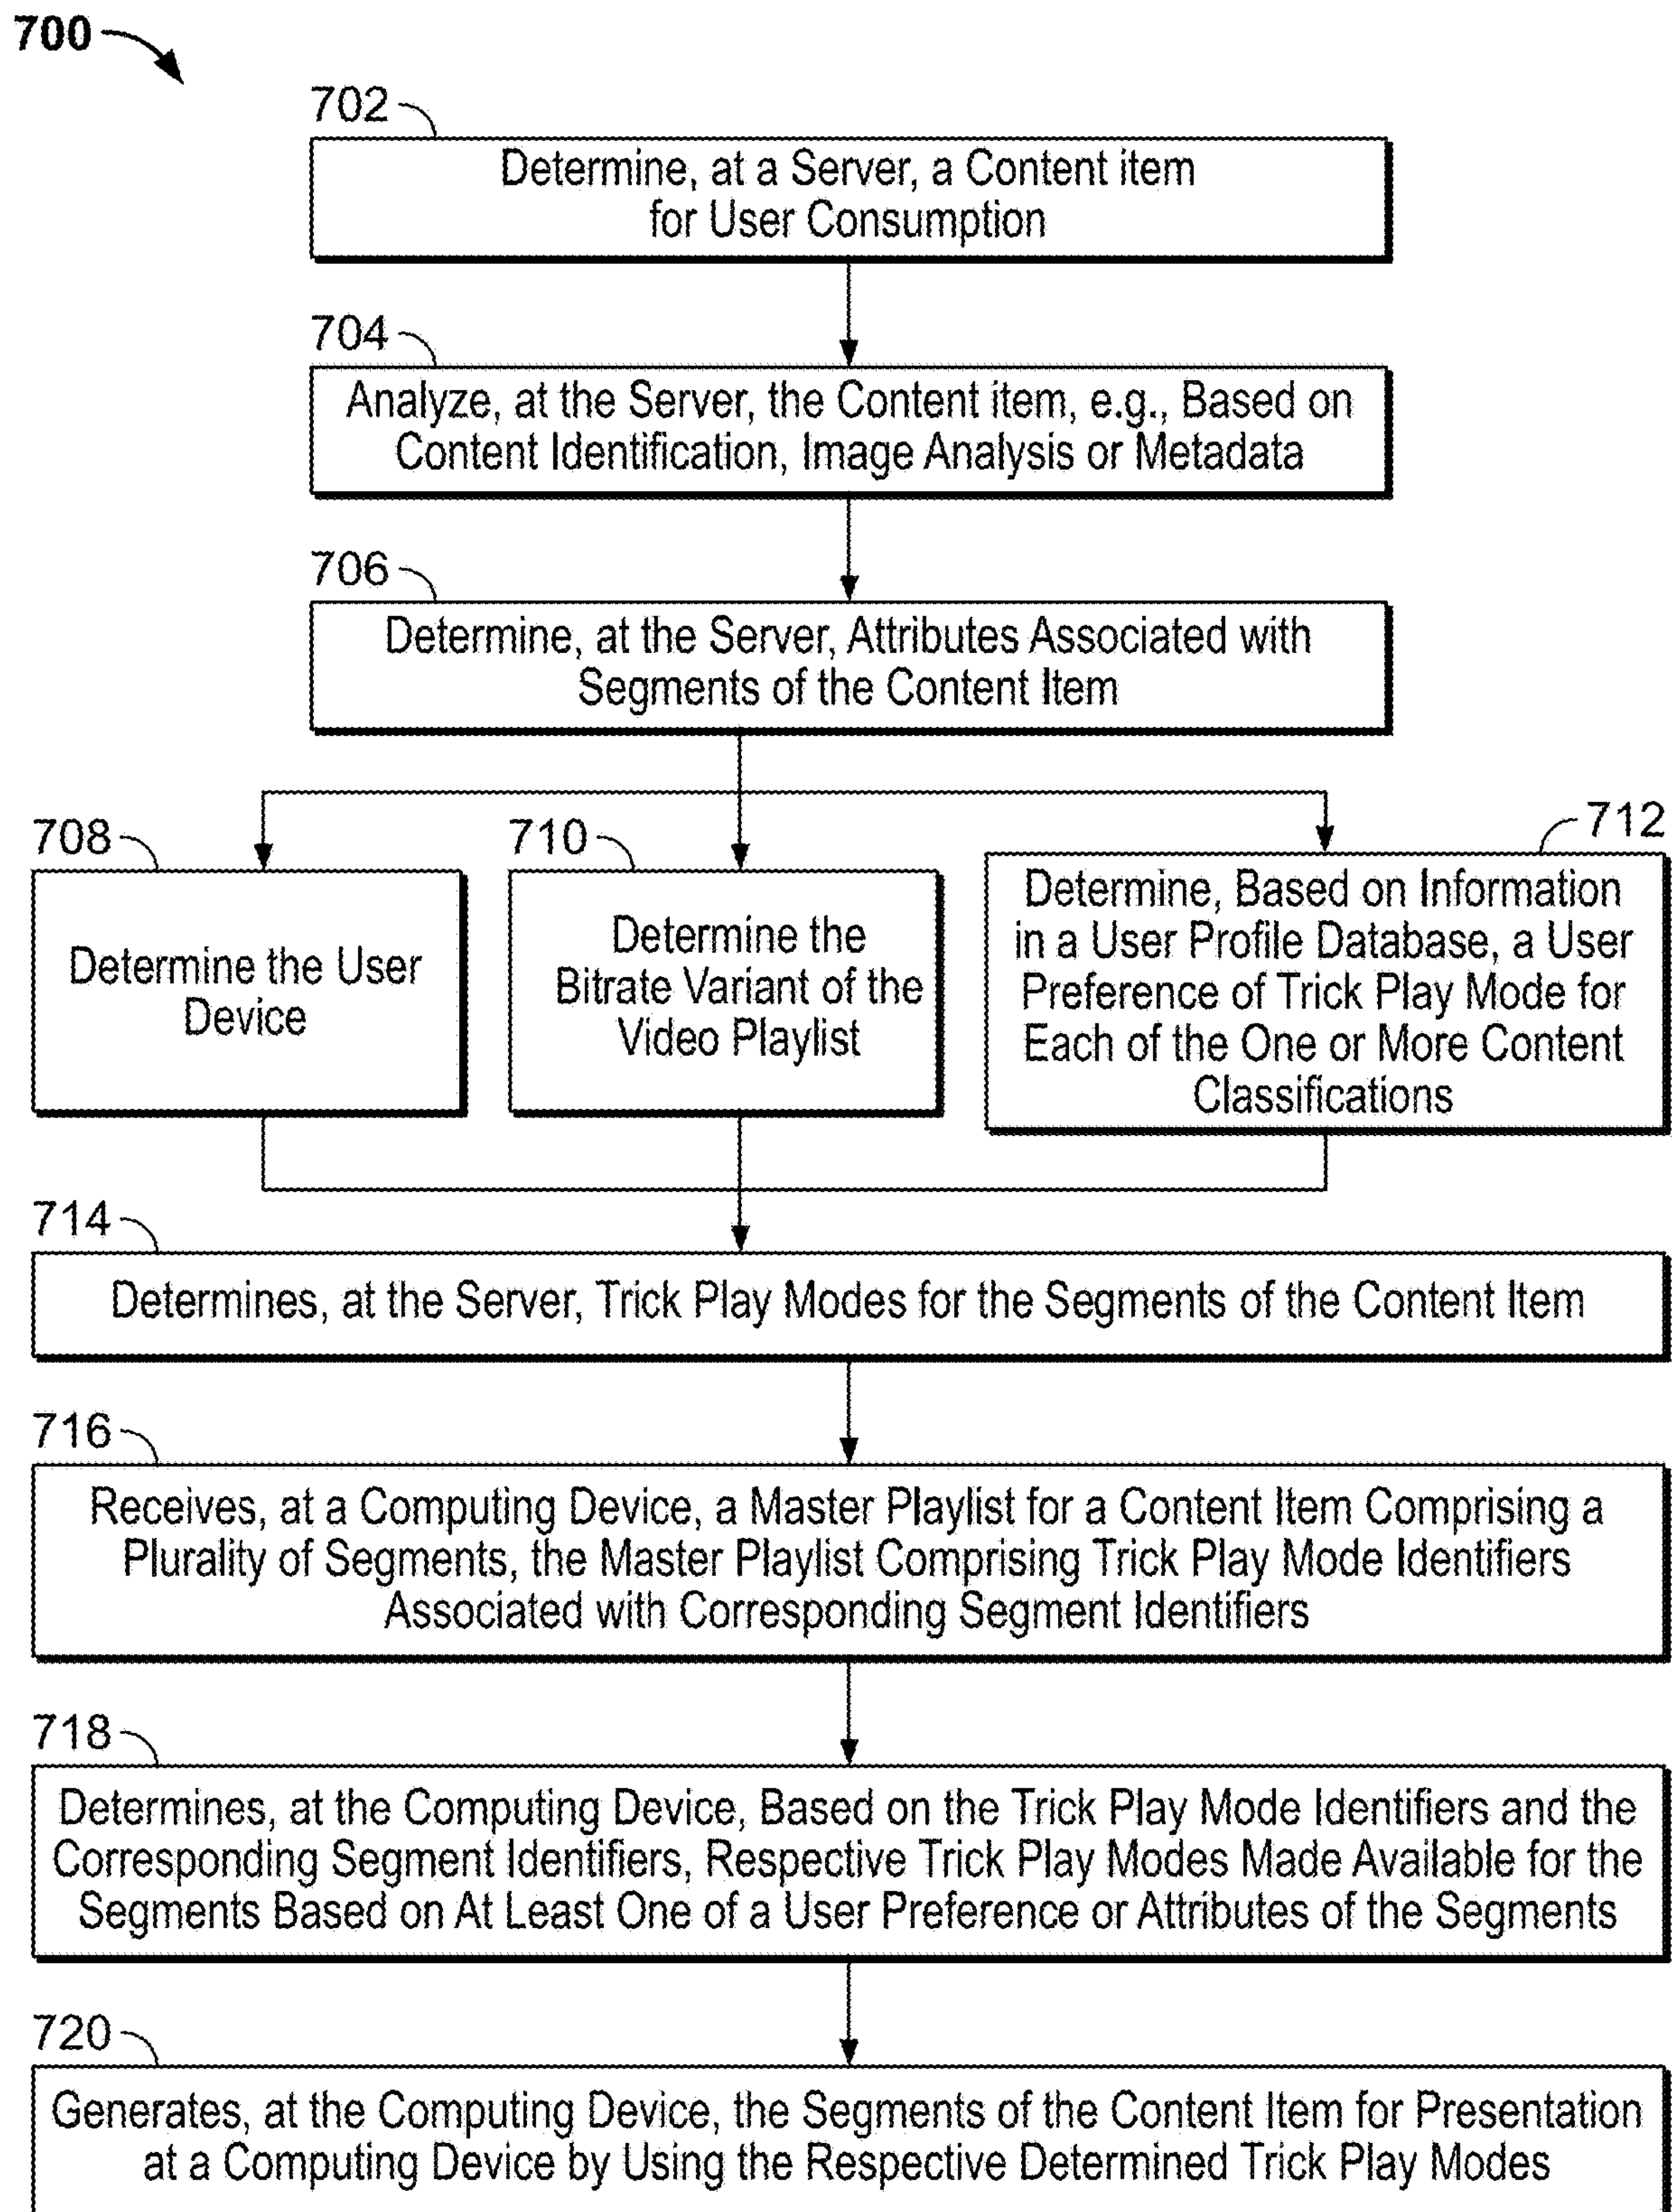 700
702
Determine, at a Server, a Content item
for User Consumption
704
Analyze, at the Server, the Content item, e.g., Based on
Content Identification, Image Analysis or Metadata
706
Determine, at the Server, Attributes Associated with
Segments of the Content Item
708
Determine the User
Device
710
Determine the
Bitrate Variant of the
Video Playlist
712
Determine, Based on Information
in a User Profile Database, a User
Preference of Trick Play Mode for
Each of the One or More Content
Classifications
714
Determines, at the Server, Trick Play Modes for the Segments of the Content Item
716
Receives, at a Computing Device, a Master Playlist for a Content Item Comprising a
Plurality of Segments, the Master Playlist Comprising Trick Play Mode Identifiers
Associated with Corresponding Segment Identifiers
718
Determines, at the Computing Device, Based on the Trick Play Mode Identifiers and the
Corresponding Segment Identifiers, Respective Trick Play Modes Made Available for the
Segments Based on At Least One of a User Preference or Attributes of the Segments
720
Generates, at the Computing Device, the Segments of the Content Item for Presentation
at a Computing Device by Using the Respective Determined Trick Play Modes